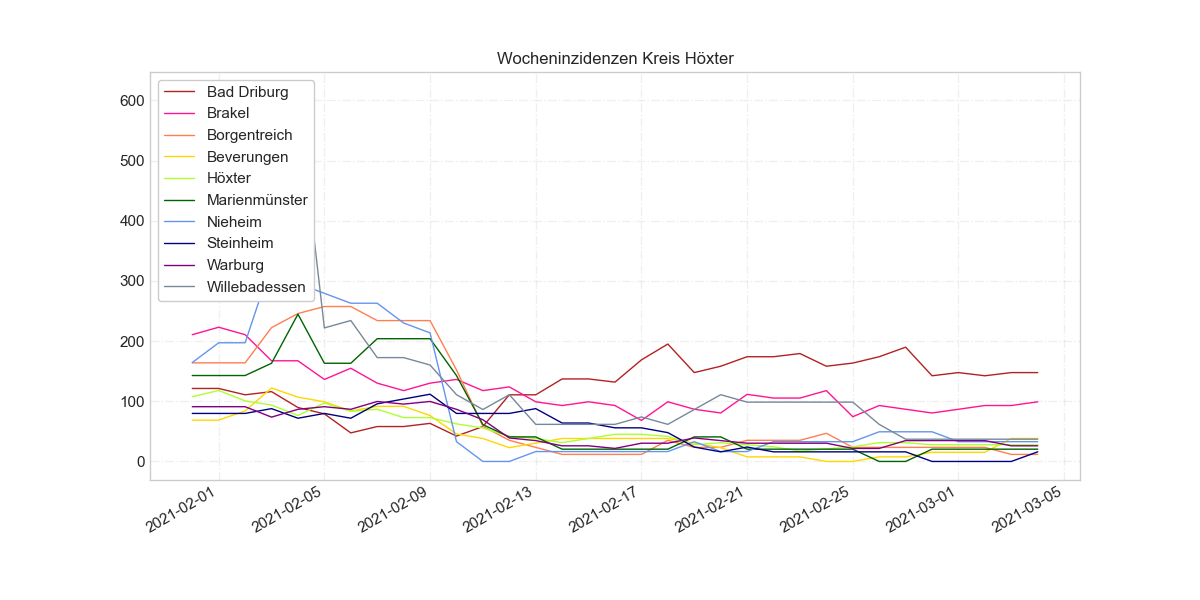 Wocheninzidenzen Kreis Höxter
600
500
400
300
200
100
0
Bad Driburg
Brakel
Borgentreich
Beverungen
Höxter
Marienmünster
Nieheim
Steinheim
Warburg
Willebadessen
2021-02-01
2021-02-05
2021-02-09
2021-02-13
2021-02-17
2021-02-21
2021-02-25
2021-03-01
2021-03-05